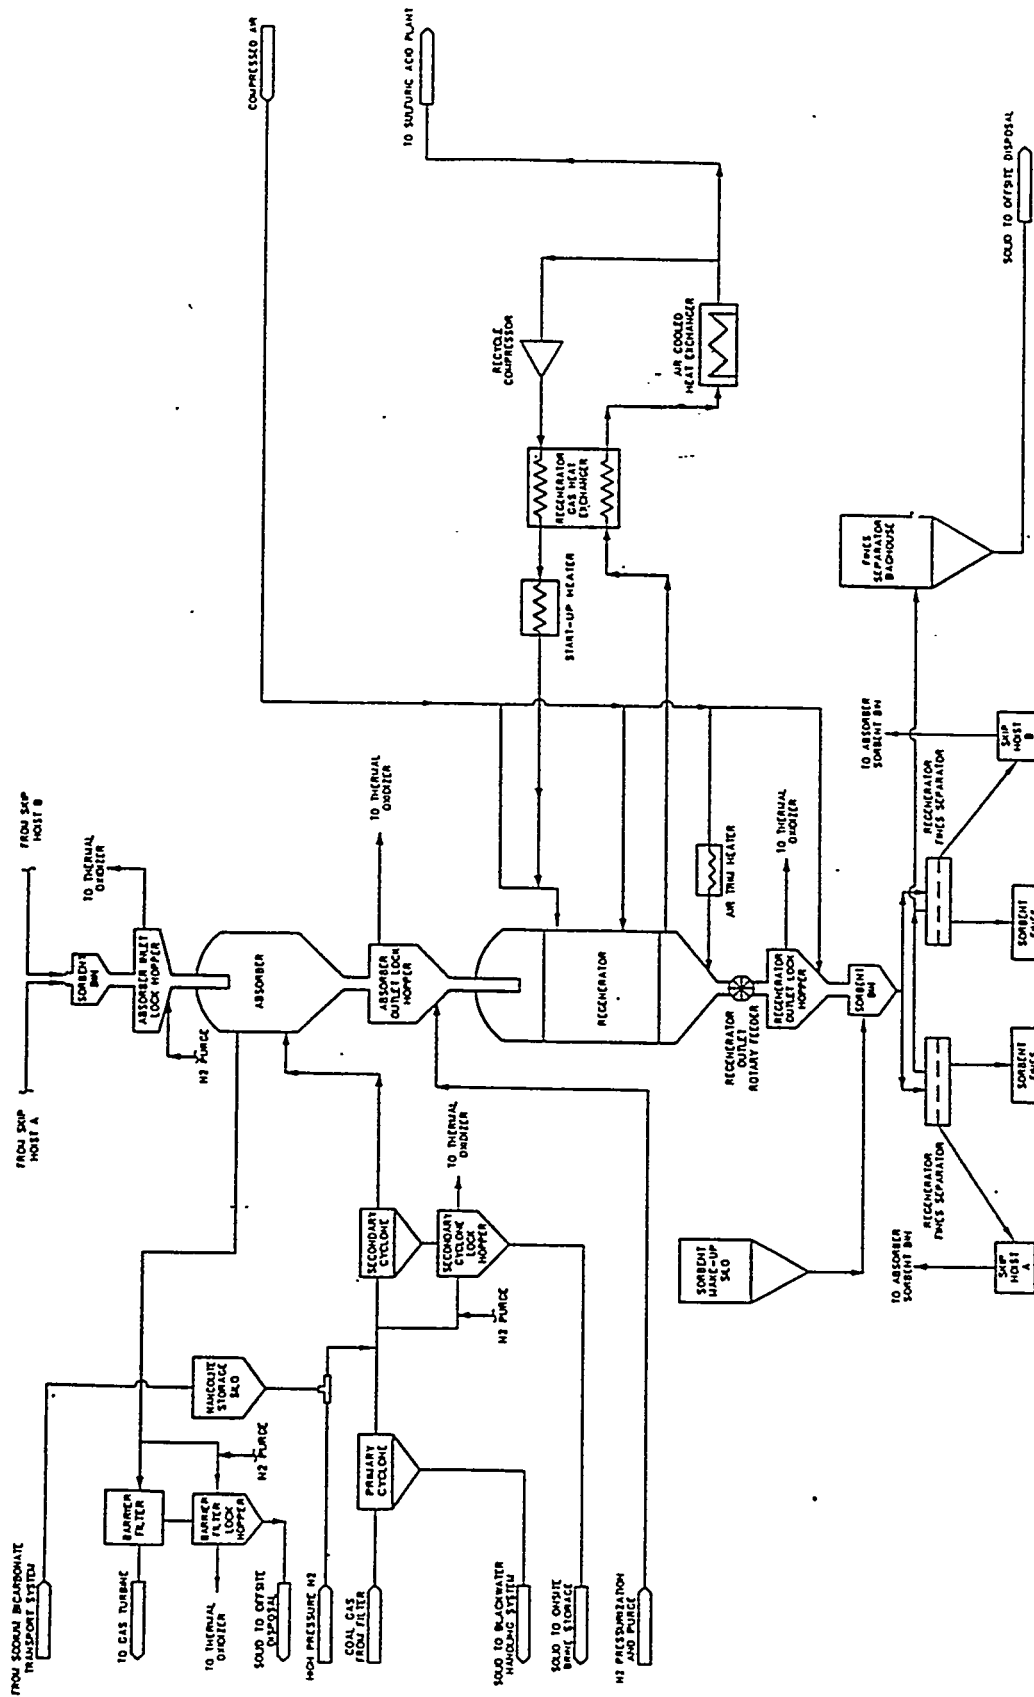 FROM SKIP
HOIST A
FROM SKIP
HOIST B
SORBENT
BIN
TO THERMAL
OXIDIZER
ABSORBER INLET
LOCK HOPPER
N2 PURGE
ABSORBER
TO THERMAL
OXIDIZER
ABSORBER
OUTLET LOCK
HOPPER
REGENERATOR
REGENERATOR
OUTLET
ROTARY FEEDER
AIR TRIM HEATER
TO THERMAL
OXIDIZER
REGENERATOR
OUTLET LOCK
HOPPER
SORBENT
BIN
COMPRESSED AIR
TO SULFURIC ACID PLANT
RECYCLE
COMPRESSOR
REGENERATOR
GAS HEAT
EXCHANGER
START-UP HEATER
AIR COOLED
HEAT EXCHANGER
SOLID TO OFFSITE DISPOSAL
FINES
SEPARATOR
BAGHOUSE
TO ABSORBER
SORBENT BIN
SKIP
HOIST
B
REGENERATOR
FINES SEPARATOR
SORBENT
FINES
SORBENT
FINES
REGENERATOR
FINES SEPARATOR
TO ABSORBER
SORBENT BIN
SKIP
HOIST
A
SORBENT
MAKE-UP
SILO
FROM SODIUM BICARBONATE
TRANSPORT SYSTEM
TO GAS TURBINE
TO THERMAL
OXIDIZER
SOLID TO OFFSITE
DISPOSAL
HIGH PRESSURE N2
COAL GAS
FROM FILTER
SOLID TO BLACKWATER
HANDLING SYSTEM
SOLID TO ONSITE
BRINE STORAGE
N2 PRESSURIZATION
AND PURGE
BARRIER
FILTER
BARRIER
FILTER
LOCK
HOPPER
N2 PURGE
NAHCOLITE
STORAGE
SILO
PRIMARY
CYCLONE
SECONDARY
CYCLONE
SECONDARY
CYCLONE
LOCK
HOPPER
TO THERMAL
OXIDIZER
N2 PURGE